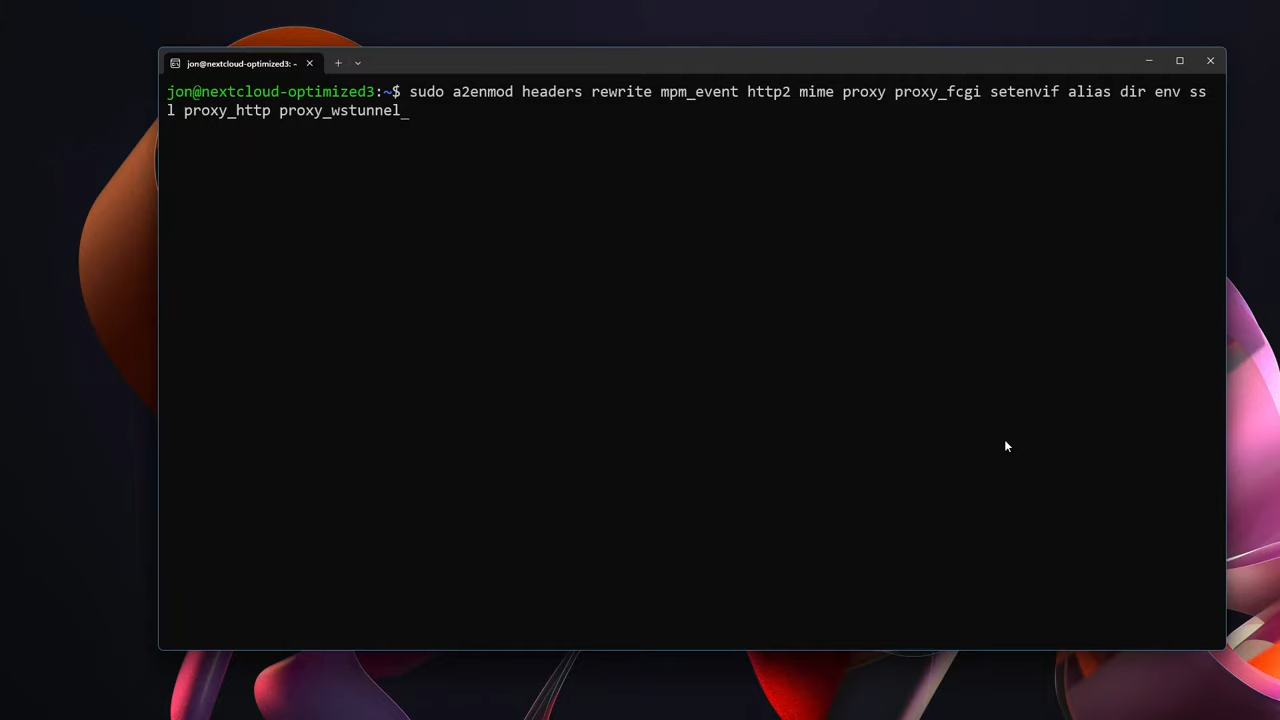 jon@nextcloud-optimized3: ~
jon@nextcloud-optimized3:~$ sudo a2enmod headers rewrite mpm_event http2 mime proxy proxy_fcgi setenvif alias dir env ss
l proxy_http proxy_wstunnel_